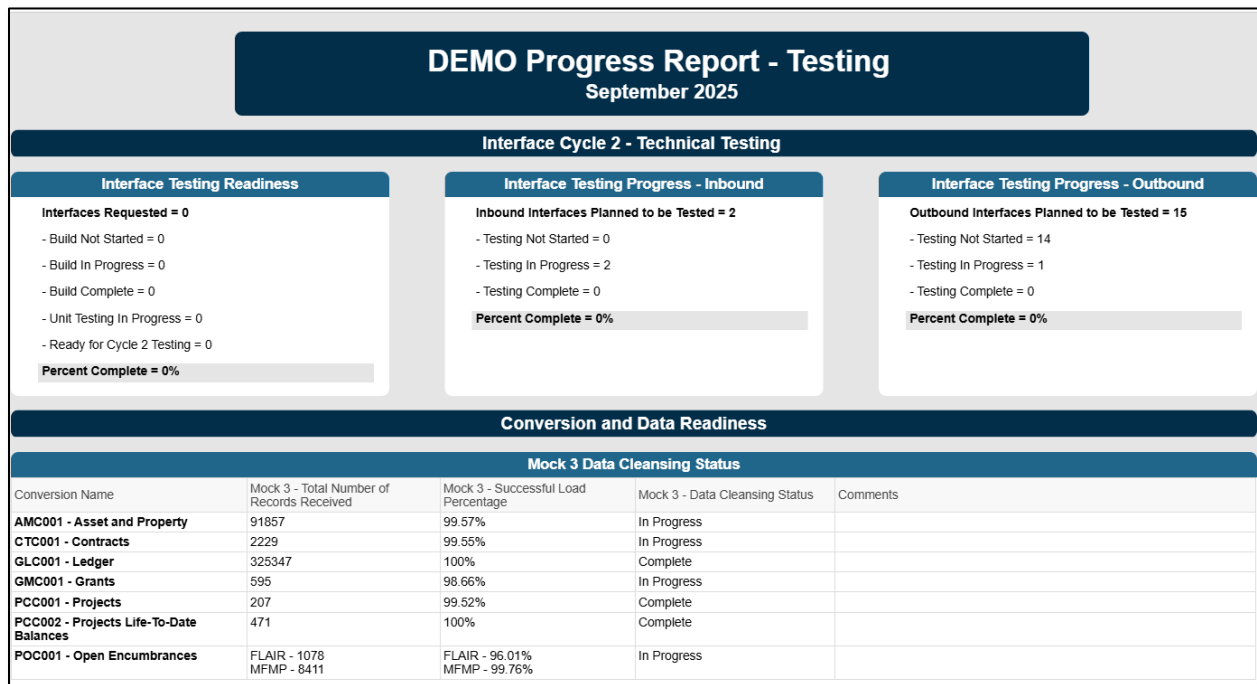 DEMO Progress Report - Testing
September 2025
Interface Cycle 2 - Technical Testing
Interface Testing Readiness
Interfaces Requested = 0
- Build Not Started = 0
- Build In Progress = 0
- Build Complete = 0
- Unit Testing In Progress = 0
- Ready for Cycle 2 Testing = 0
Percent Complete = 0%
Interface Testing Progress - Inbound
Inbound Interfaces Planned to be Tested = 2
- Testing Not Started = 0
- Testing In Progress = 2
- Testing Complete = 0
Percent Complete = 0%
Interface Testing Progress - Outbound
Outbound Interfaces Planned to be Tested = 15
- Testing Not Started = 14
- Testing In Progress = 1
- Testing Complete = 0
Percent Complete = 0%
Conversion and Data Readiness
Mock 3 Data Cleansing Status
Conversion Name
Mock 3 - Total Number of
Records Received
Mock 3 - Successful Load
Percentage
Mock 3 - Data Cleansing Status
Comments
AMC001 - Asset and Property 91857 99.57% In Progress
CTC001 - Contracts 2229 99.55% In Progress
GLC001 - Ledger 325347 100% Complete
GMC001 - Grants 595 98.66% In Progress
PCC001 - Projects 207 99.52% Complete
PCC002 - Projects Life-To-Date 471 100% Complete
Balances
POC001 - Open Encumbrances FLAIR - 1078 FLAIR - 96.01% In Progress
MFMP - 8411 MFMP - 99.76%